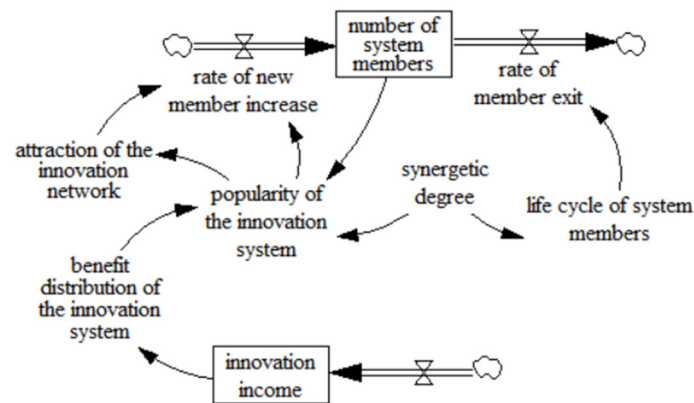 number of
system
members
rate of new
member increase
rate of
member exit
attraction of the
innovation
network
popularity of
the innovation
system
synergetic
degree
life cycle of system
members
benefit
distribution of
the innovation
system
innovation
income